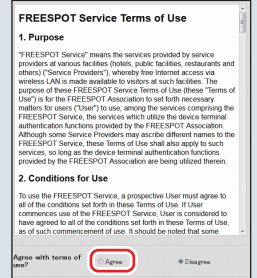 FREESPOT Service Terms of Use
1. Purpose
"FREESPOT Service" means the services provided by service
providers at various facilities (hotels, public facilities, restaurants and
others) ("Service Providers"), whereby free Internet access via
wireless LAN is made available to visitors at such facilities. The
purpose of these FREESPOT Service Terms of Use (these "Terms of
Use") is for the FREESPOT Association to set forth necessary
matters for users ("User") to use, among the services comprising the
FREESPOT Service, the services which utilize the device terminal
authentication functions provided by the FREESPOT Association.
Although some Service Providers may ascribe different names to the
FREESPOT Service, these Terms of Use shall also apply to such
services, so long as the device terminal authentication functions
provided by the FREESPOT Association are being utilized therein.
2. Conditions for Use
To use the FREESPOT Service, a prospective User must agree to
all of the conditions set forth in these Terms of Use. If User
commences use of the FREESPOT Service, User is considered to
have agreed to all of the conditions set forth in these Terms of Use,
as of such commencement of use. It should be noted that some
Agree with terms of
use?
Agree
Disagree